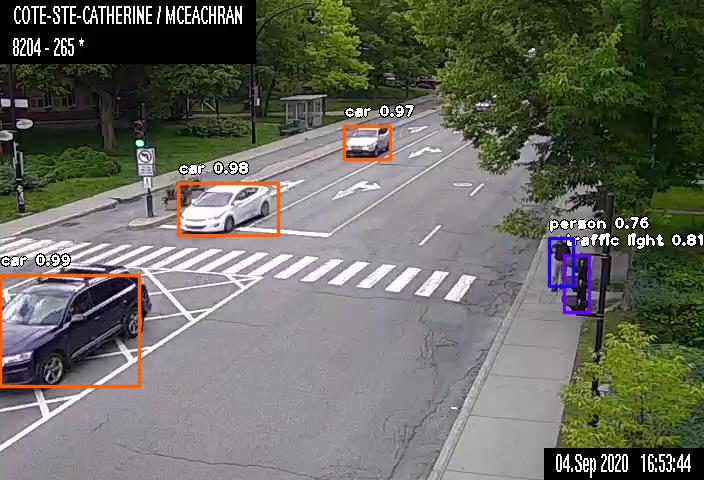 COTE-STE-CATHERINE / MCEACHRAN
8204 - 265 *
car 0.97
car 0.98
person 0.76
traffic light 0.81
car 0.99
04.Sep 2020 16:53:44